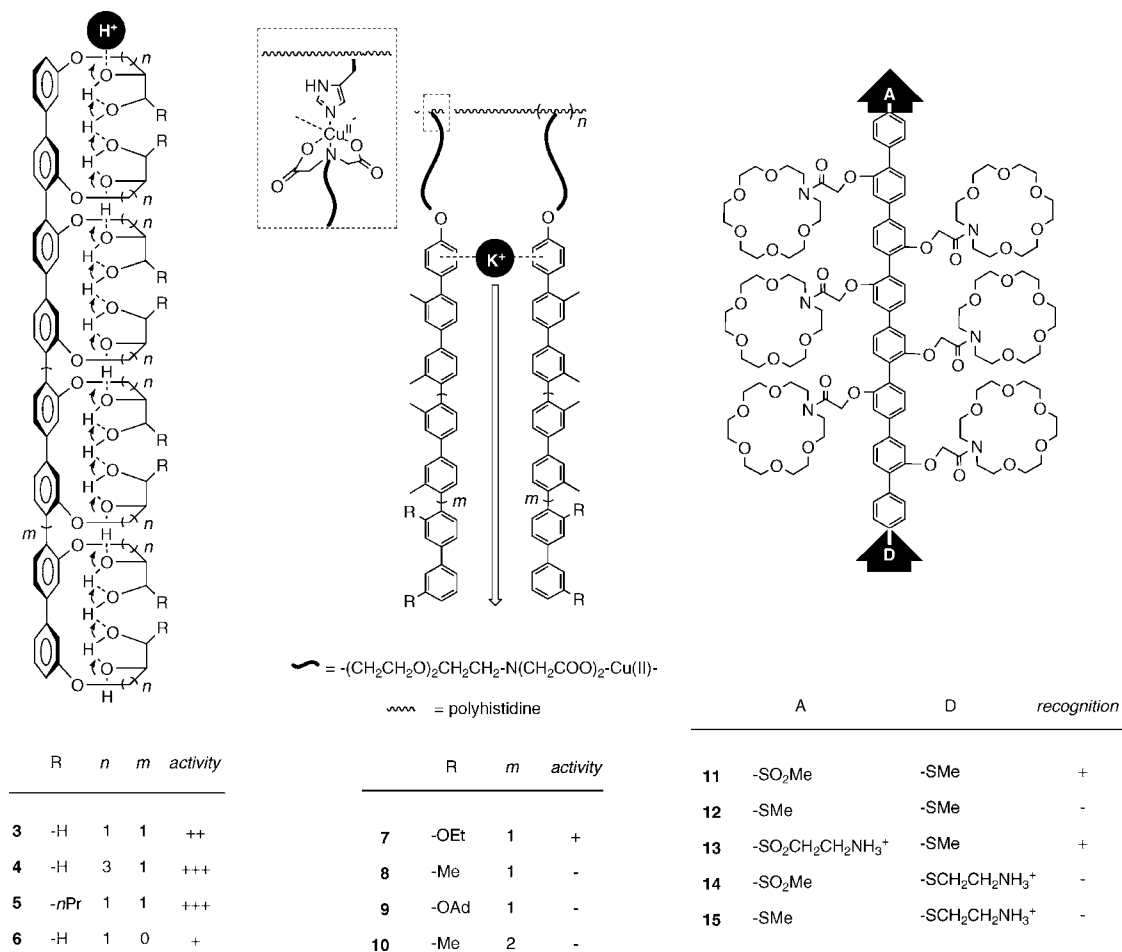 H⁺
O ( )n
H O
H O R
H O R
H O
O H ( )n
O ( )n
H O
H O R
H O R
H O
O H ( )n
O ( )n
H O
H O R
H O R
H O
O H ( )n
m
O ( )n
H O
H O R
H O R
H O
O H ( )n
HN
N
Cu^II
O O
O N O
n
O O
K⁺
m m
R R
R R
= -(CH₂CH₂O)₂CH₂CH₂-N(CH₂COO)₂-Cu(II)-
= polyhistidine
A
O O O O O N O O
O O O O O N O O
O O O O O N O O
O O O O O N O O
O O O O O N O O
O O O O O N O O
D
R n m activity
3 -H 1 1 ++
4 -H 3 1 +++
5 -nPr 1 1 +++
6 -H 1 0 +
R m activity
7 -OEt 1 +
8 -Me 1 -
9 -OAd 1 -
10 -Me 2 -
A D recognition
11 -SO₂Me -SMe +
12 -SMe -SMe -
13 -SO₂CH₂CH₂NH₃⁺ -SMe +
14 -SO₂Me -SCH₂CH₂NH₃⁺ -
15 -SMe -SCH₂CH₂NH₃⁺ -